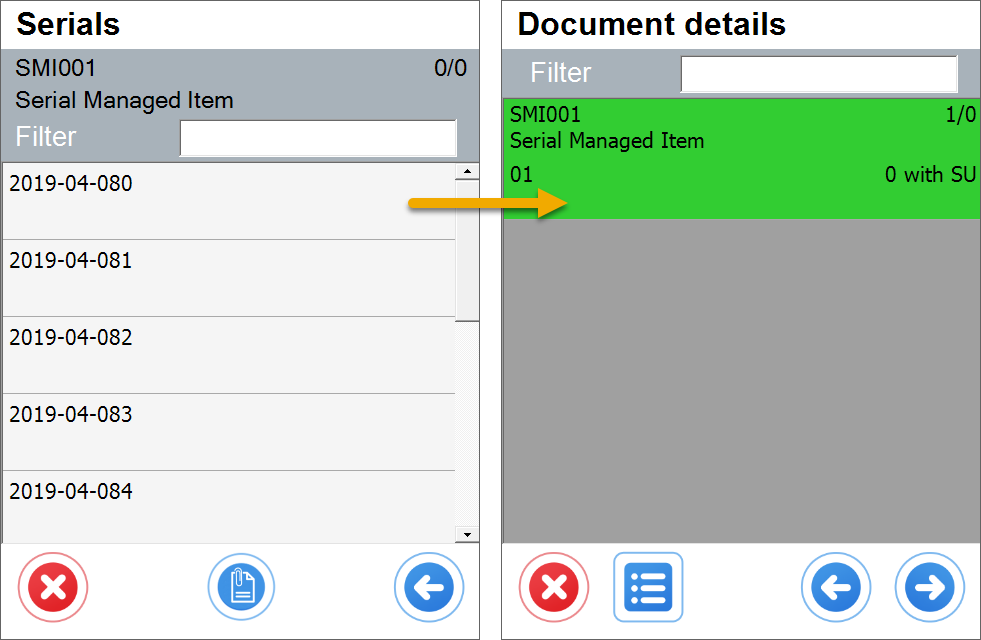 Serials
SMI001 0/0
Serial Managed Item
Filter
2019-04-080
2019-04-081
2019-04-082
2019-04-083
2019-04-084
Document details
Filter
SMI001 1/0
Serial Managed Item
01 0 with SU